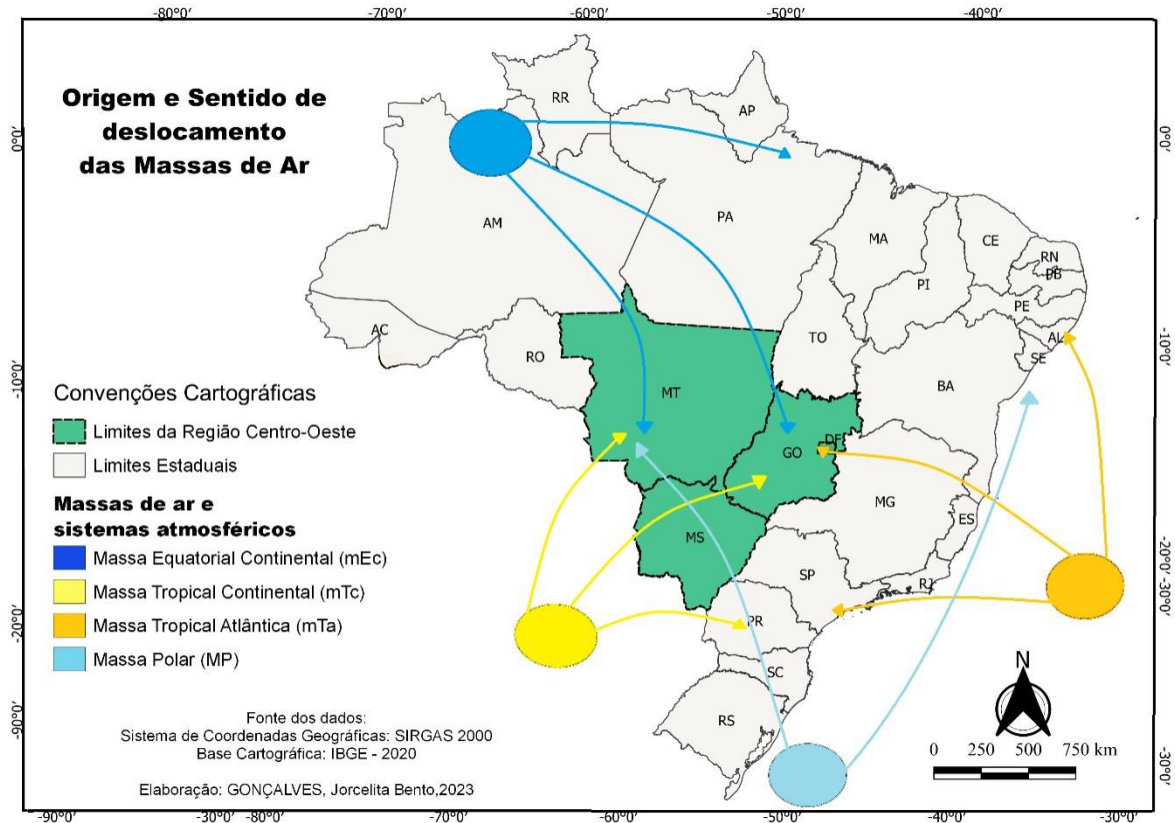 -80°0' -70°0' -60°0' -50°0' -40°0'
Origem e Sentido de
deslocamento
das Massas de Ar
RR
AP
0°0'
0°0'
AM
PA
MA
CE
RN
PB
PI
PE
AC
TO
AL
SE
RO
BA
-10°0'
-10°0'
MT
DF
GO
MG
ES
MS
SP
RJ
PR
SC
RS
Convenções Cartográficas
Limites da Região Centro-Oeste
Limites Estaduais
Massas de ar e
sistemas atmosféricos
Massa Equatorial Continental (mEc)
Massa Tropical Continental (mTc)
Massa Tropical Atlântica (mTa)
Massa Polar (MP)
-20°0'
-90°0'
-20°0'
-30°0'
-30°0'
Fonte dos dados:
Sistema de Coordenadas Geográficas: SIRGAS 2000
Base Cartográfica: IBGE - 2020
Elaboração: GONÇALVES, Jorcelita Bento,2023
N
0 250 500 750 km
-90°0' -30°0' -80°0' -70°0' -60°0' -50°0' -40°0' -30°0'